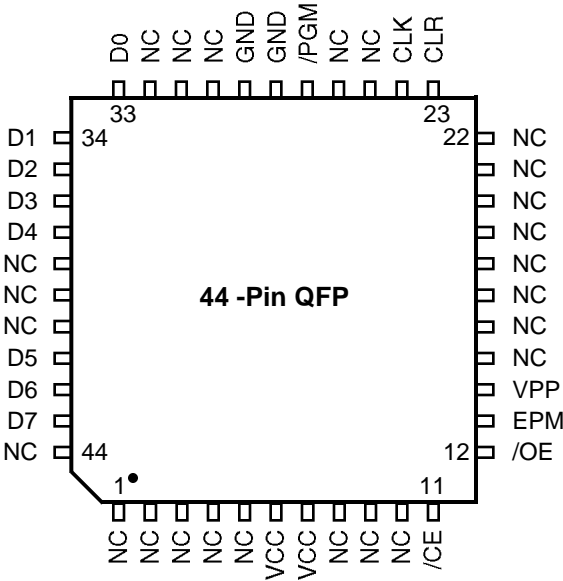 D0 NC NC NC GND GND /PGM NC NC CLK CLR
33 23
D1 34 22 NC
D2 NC
D3 NC
D4 NC
NC NC
NC 44 -Pin QFP NC
NC NC
D5 NC
D6 VPP
D7 EPM
NC 44 12 /OE
1 11
NC NC NC NC NC VCC VCC NC NC NC /CE